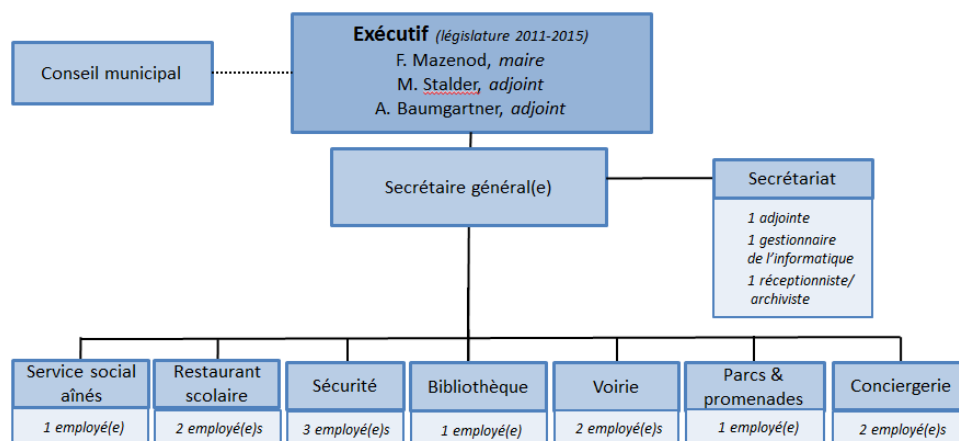 Exécutif (législature 2011-2015)
F. Mazenod, maire
M. Stalder, adjoint
A. Baumgartner, adjoint
Conseil municipal
Secrétaire général(e)
Secrétariat
1 adjointe
1 gestionnaire
de l'informatique
1 réceptionniste/
archiviste
Service social
aînés
1 employé(e)
Restaurant
scolaire
2 employé(e)s
Sécurité
3 employé(e)s
Bibliothèque
1 employé(e)
Voirie
2 employé(e)s
Parcs &
promenades
1 employé(e)
Conciergerie
2 employé(e)s